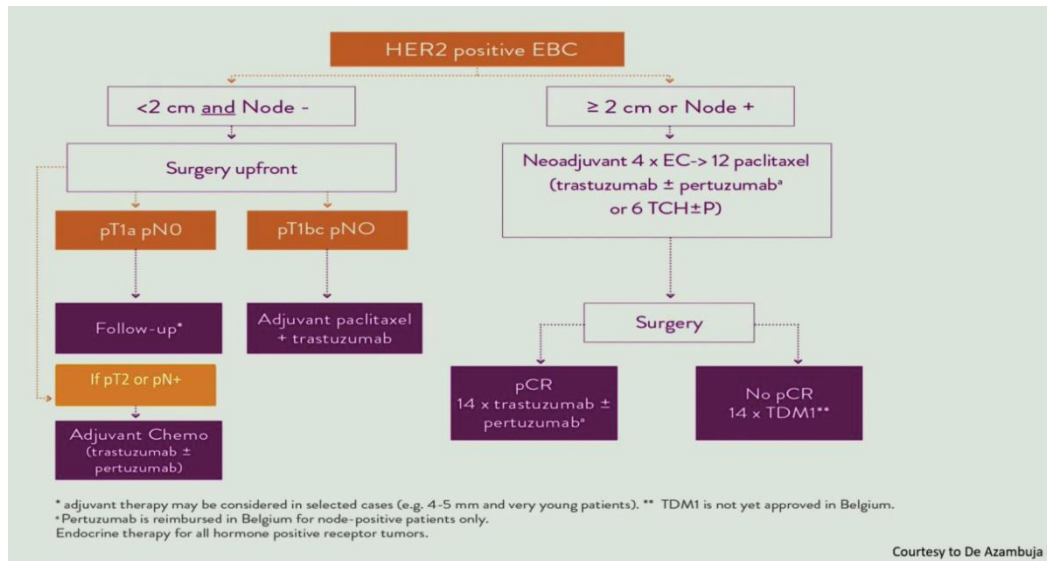 HER2 positive EBC
<2 cm and Node -
≥ 2 cm or Node +
Surgery upfront
Neoadjuvant 4 x EC-> 12 paclitaxel
(trastuzumab ± pertuzumabª
or 6 TCH±P)
pT1a pN0
pT1bc pNO
Follow-up*
Adjuvant paclitaxel
+ trastuzumab
Surgery
If pT2 or pN+
pCR
14 x trastuzumab ±
pertuzumabª
No pCR
14 x TDM1**
Adjuvant Chemo
(trastuzumab ±
pertuzumab)
* adjuvant therapy may be considered in selected cases (e.g. 4-5 mm and very young patients). ** TDM1 is not yet approved in Belgium.
ªPertuzumab is reimbursed in Belgium for node-positive patients only.
Endocrine therapy for all hormone positive receptor tumors.
Courtesy to De Azambuja